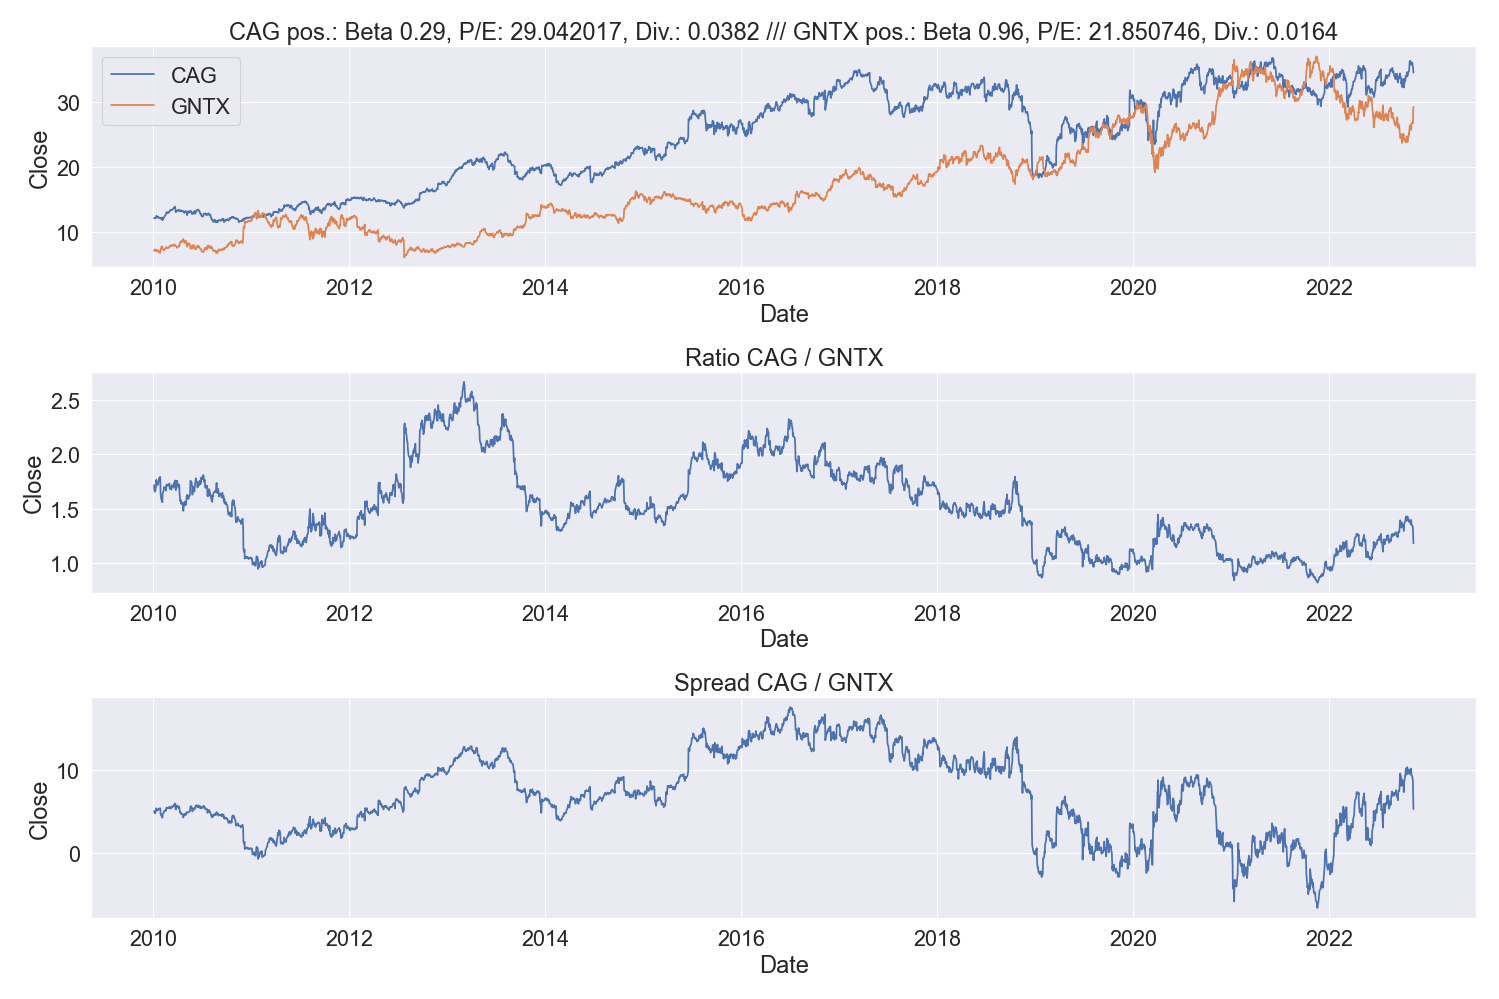 CAG pos.: Beta 0.29, P/E: 29.042017, Div.: 0.0382 /// GNTX pos.: Beta 0.96, P/E: 21.850746, Div.: 0.0164
CAG
GNTX
30
20
10
Close
2010 2012 2014 2016 2018 2020 2022
Date
Ratio CAG / GNTX
2.5
2.0
1.5
1.0
Close
2010 2012 2014 2016 2018 2020 2022
Date
Spread CAG / GNTX
10
0
Close
2010 2012 2014 2016 2018 2020 2022
Date